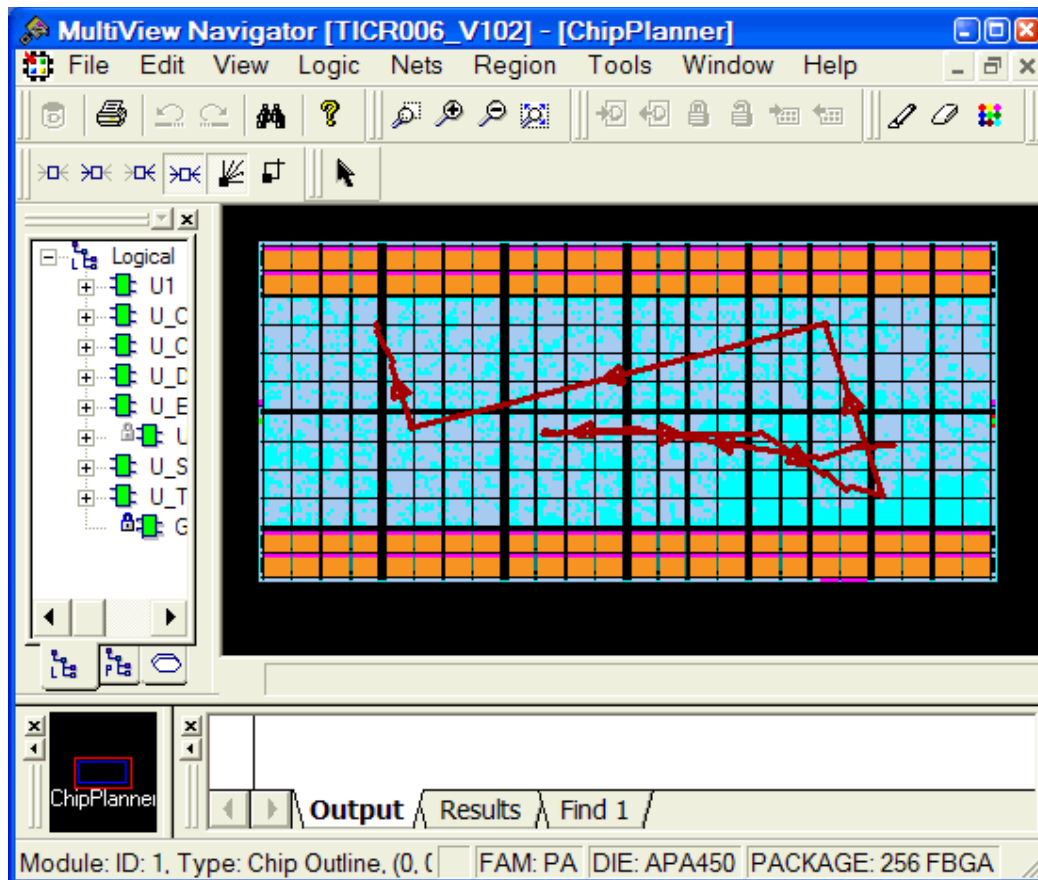 MultiView Navigator [TICR006_V102] - [ChipPlanner]
File Edit View Logic Nets Region Tools Window Help
Logical
U1
U_C
U_C
U_D
U_E
U
U_S
U_T
G
ChipPlanner
Output Results Find 1
Module: ID: 1, Type: Chip Outline, (0, 0 FAM: PA DIE: APA450 PACKAGE: 256 FBGA